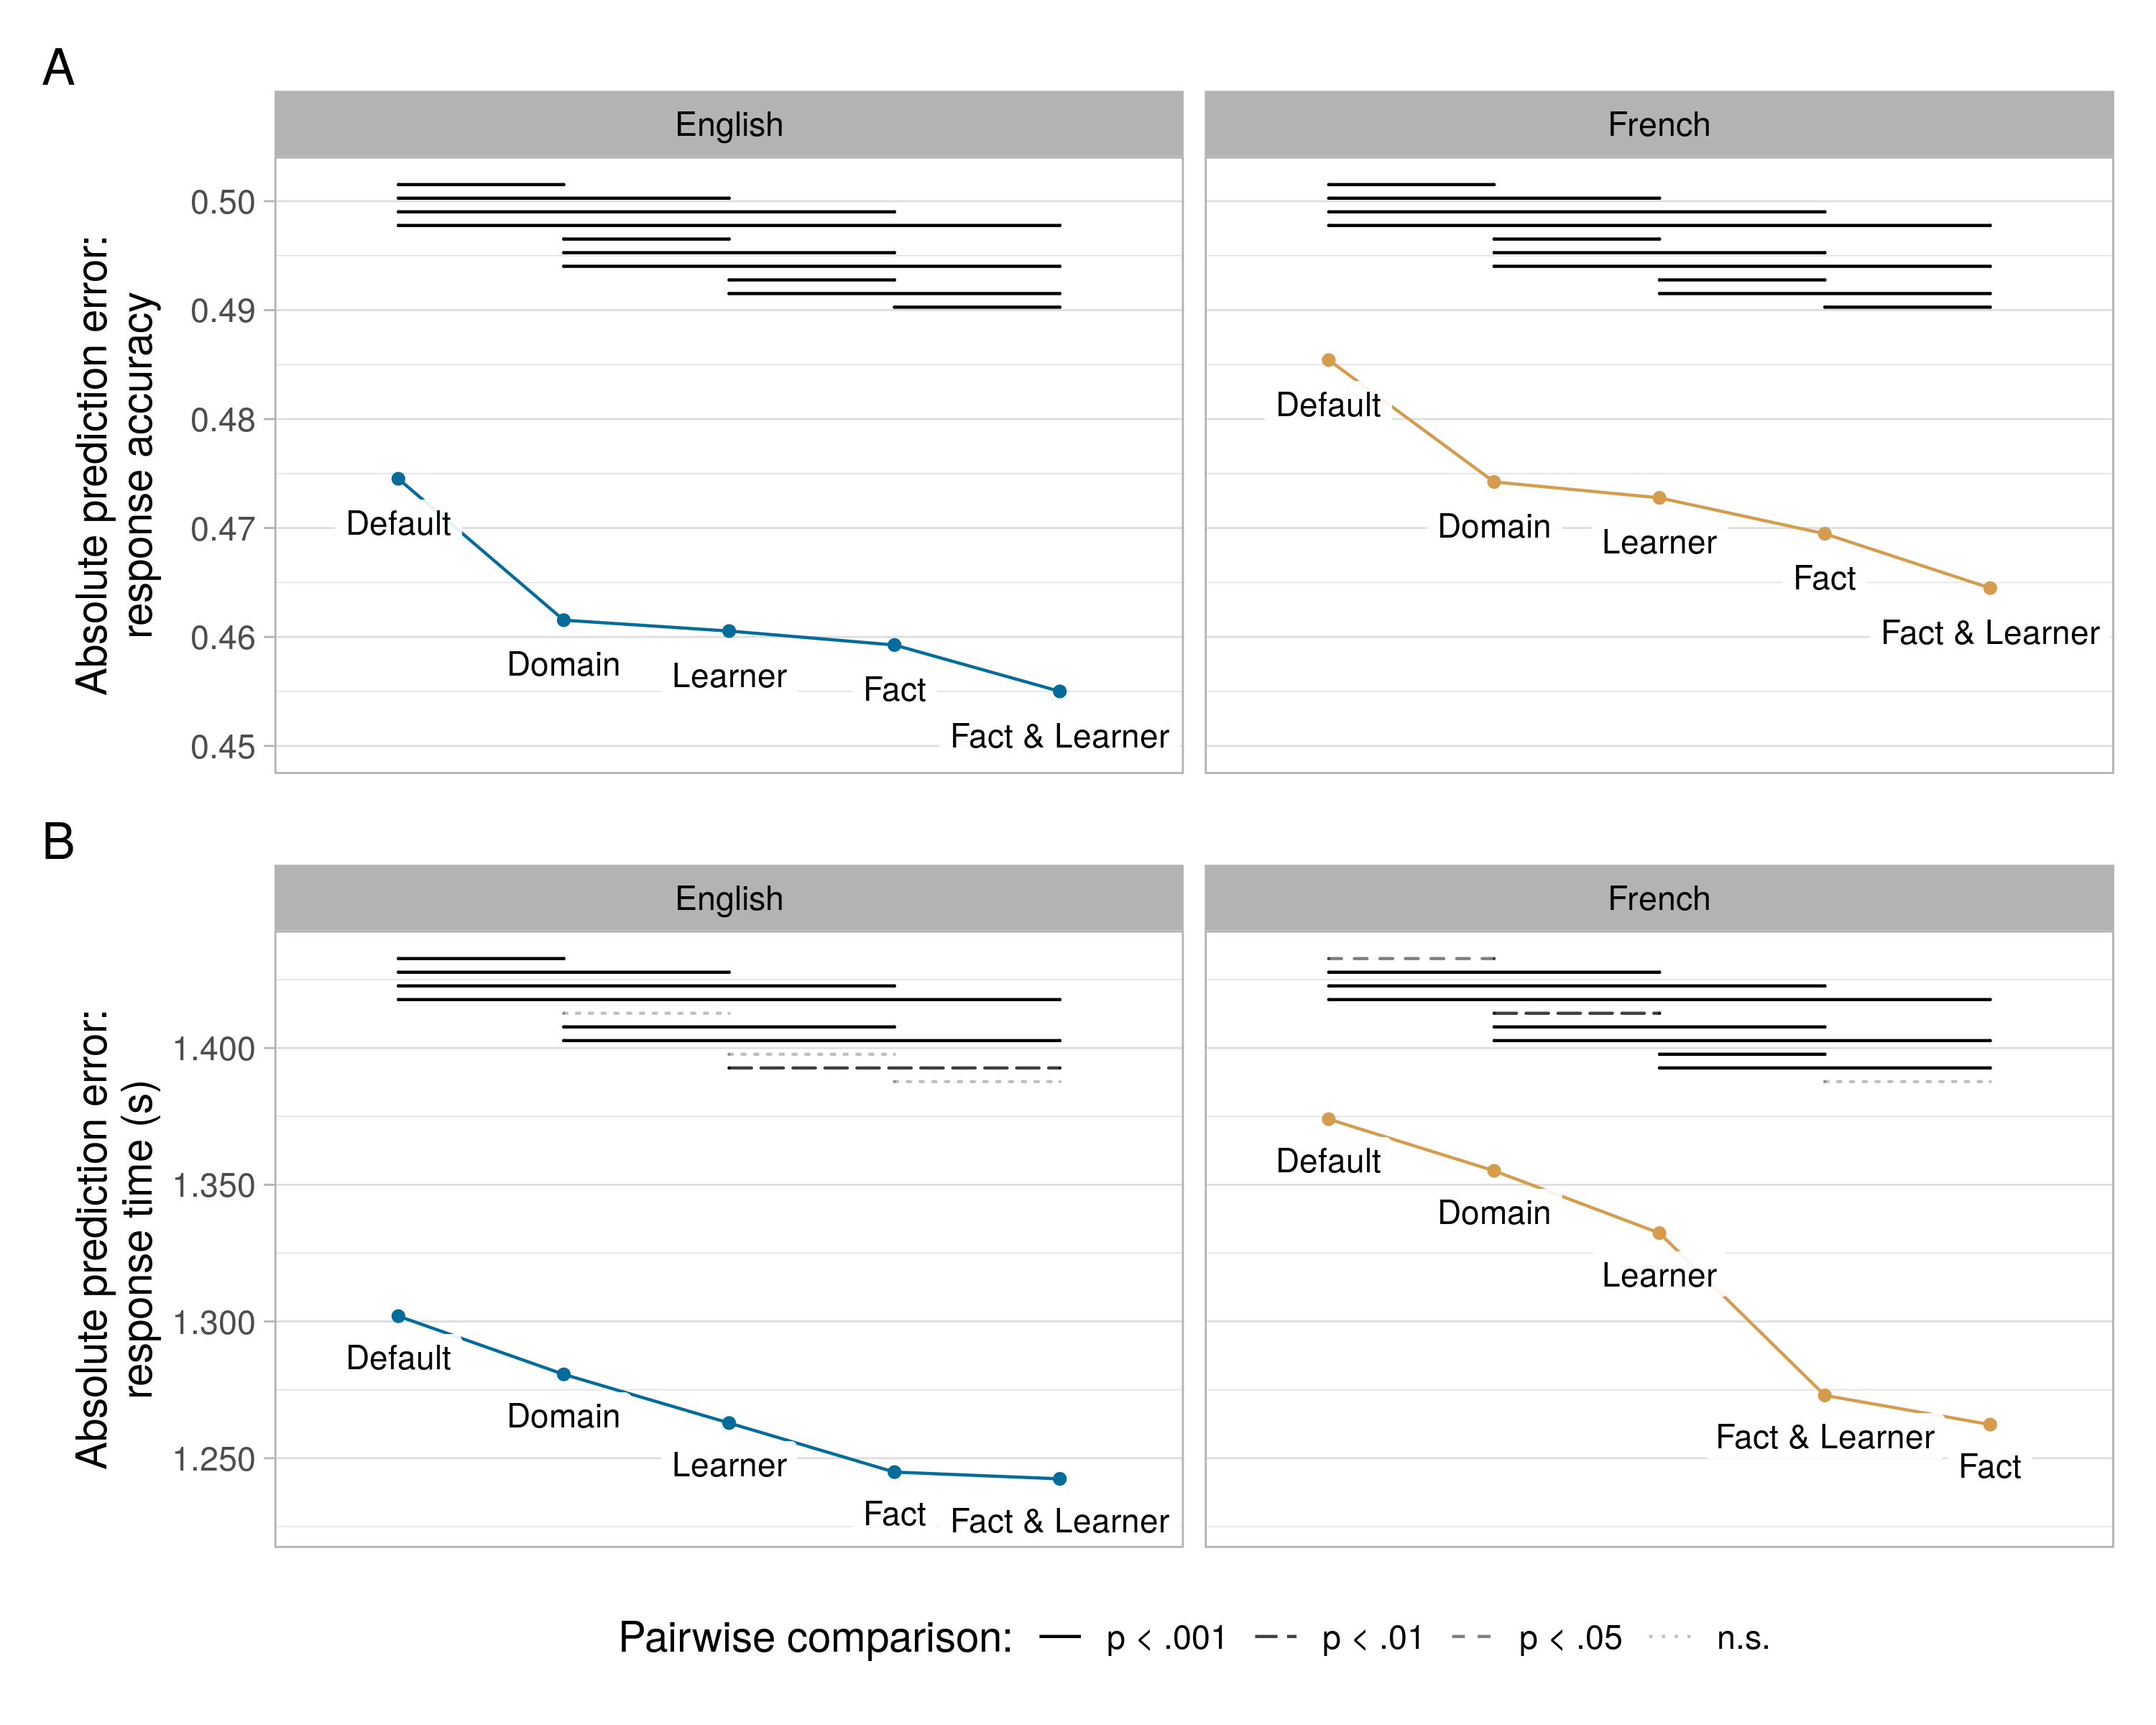 A
English
French
Absolute prediction error:
response accuracy
0.50
0.49
0.48
0.47
0.46
0.45
Default
Domain
Learner
Fact
Fact & Learner
Default
Domain
Learner
Fact
Fact & Learner
B
English
French
Absolute prediction error:
response time (s)
1.400
1.350
1.300
1.250
Default
Domain
Learner
Fact
Fact & Learner
Default
Domain
Learner
Fact & Learner
Fact
Pairwise comparison: p < .001 p < .01 p < .05 n.s.